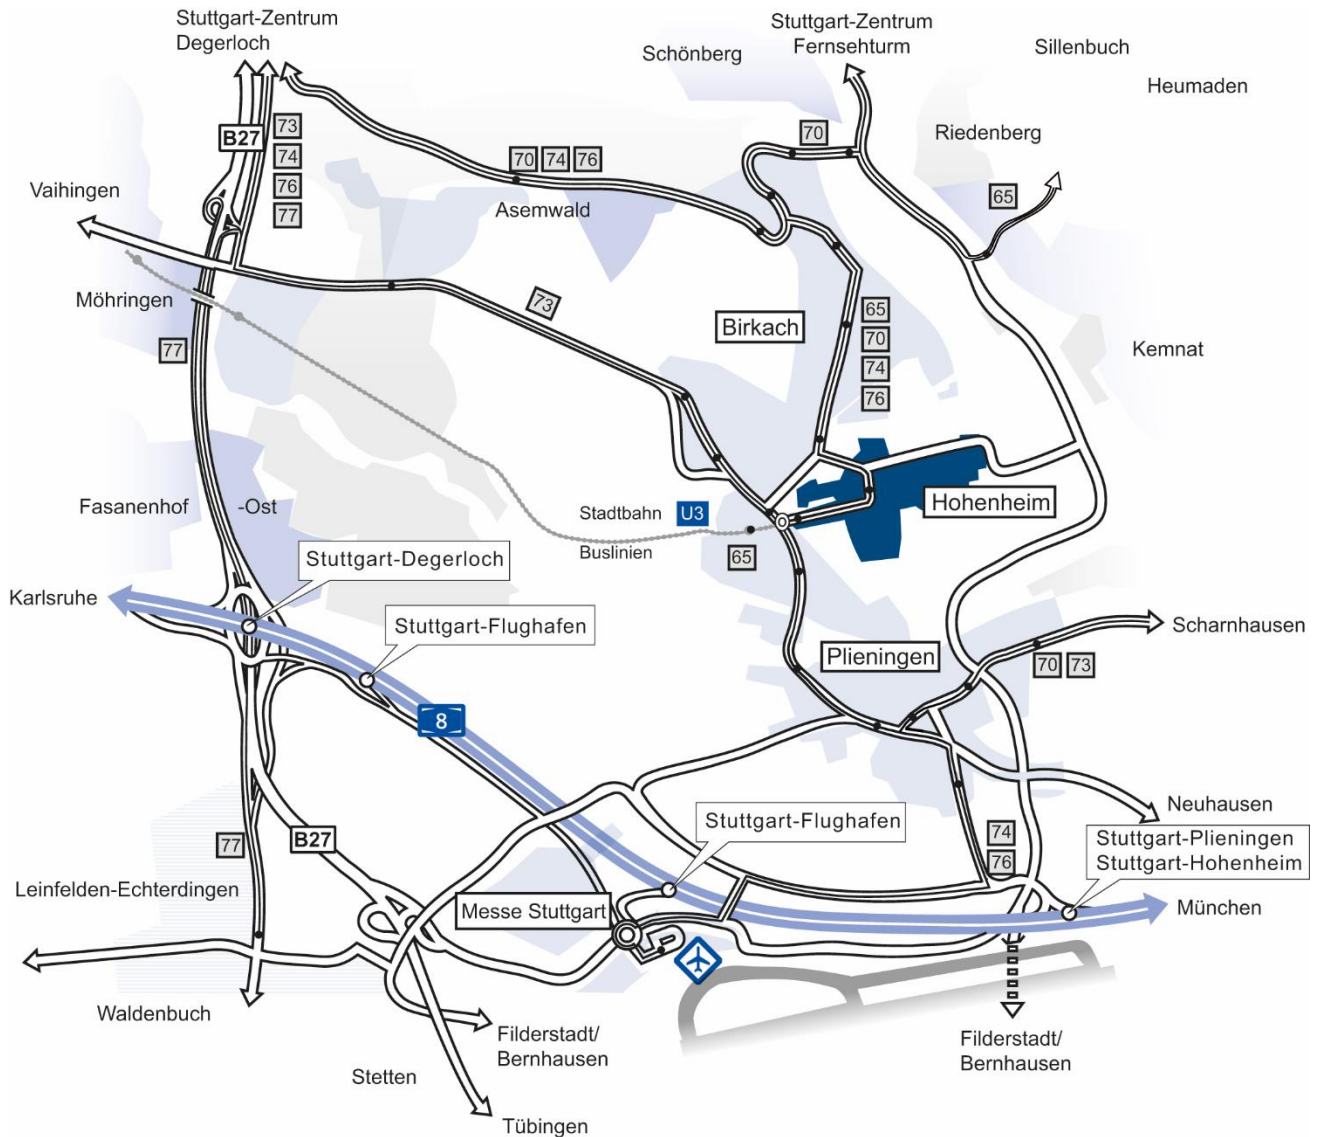 Stuttgart-Zentrum
Degerloch
Stuttgart-Zentrum
Fernsehturm
Schönberg
Sillenbuch
Heumaden
B27
73
74
76
77
70 74 76
70
Riedenberg
65
Vaihingen
Asemwald
Möhringen
73
Birkach
65
70
74
76
77
Kemnat
Fasanenhof
-Ost
Hohenheim
Stadtbahn
U3
Buslinien
65
Stuttgart-Degerloch
Karlsruhe
Stuttgart-Flughafen
Plieningen
Scharnhausen
70 73
8
Neuhausen
Stuttgart-Flughafen
74
76
Stuttgart-Plieningen
Stuttgart-Hohenheim
77
B27
Leinfelden-Echterdingen
Messe Stuttgart
München
Waldenbuch
Filderstadt/
Bernhausen
Filderstadt/
Bernhausen
Stetten
Tübingen